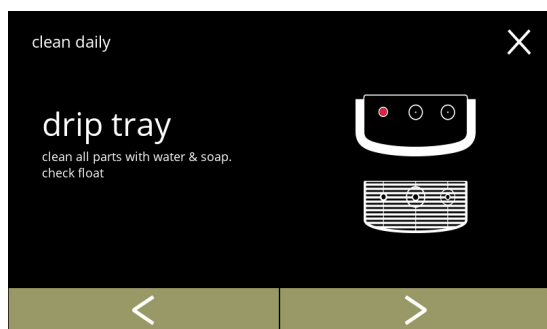 clean daily
drip tray
clean all parts with water & soap.
check float